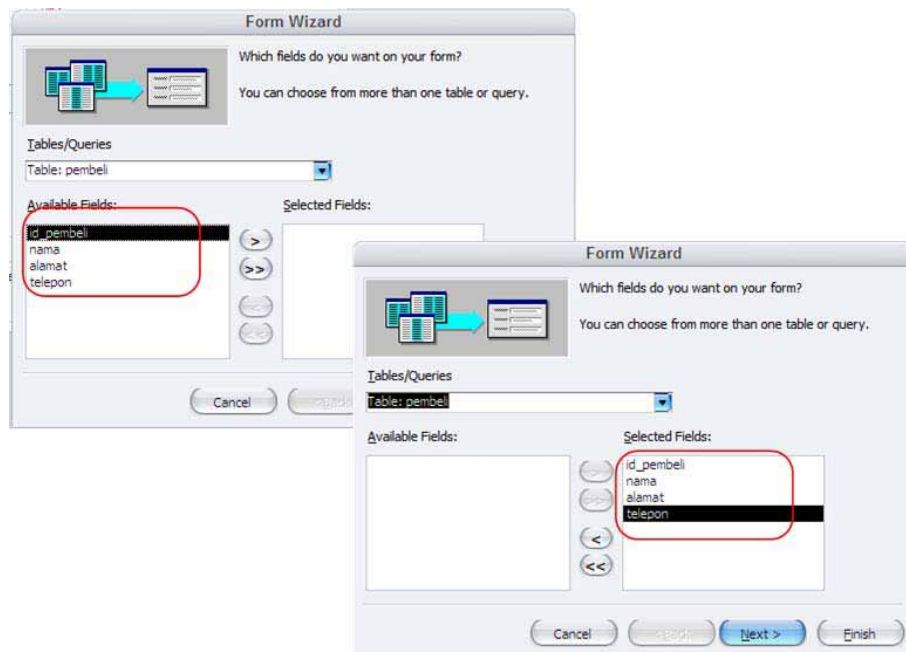 Form Wizard
Which fields do you want on your form?
You can choose from more than one table or query.
Tables/Queries
Table: pembeli
Available Fields:
Selected Fields:
id_pembeli
nama
alamat
telepon
>
>>
<
<<
Cancel
< Back
Form Wizard
Which fields do you want on your form?
You can choose from more than one table or query.
Tables/Queries
Table: pembeli
Available Fields:
Selected Fields:
id_pembeli
nama
alamat
telepon
>
>>
<
<<
Cancel
< Back
Next >
Finish